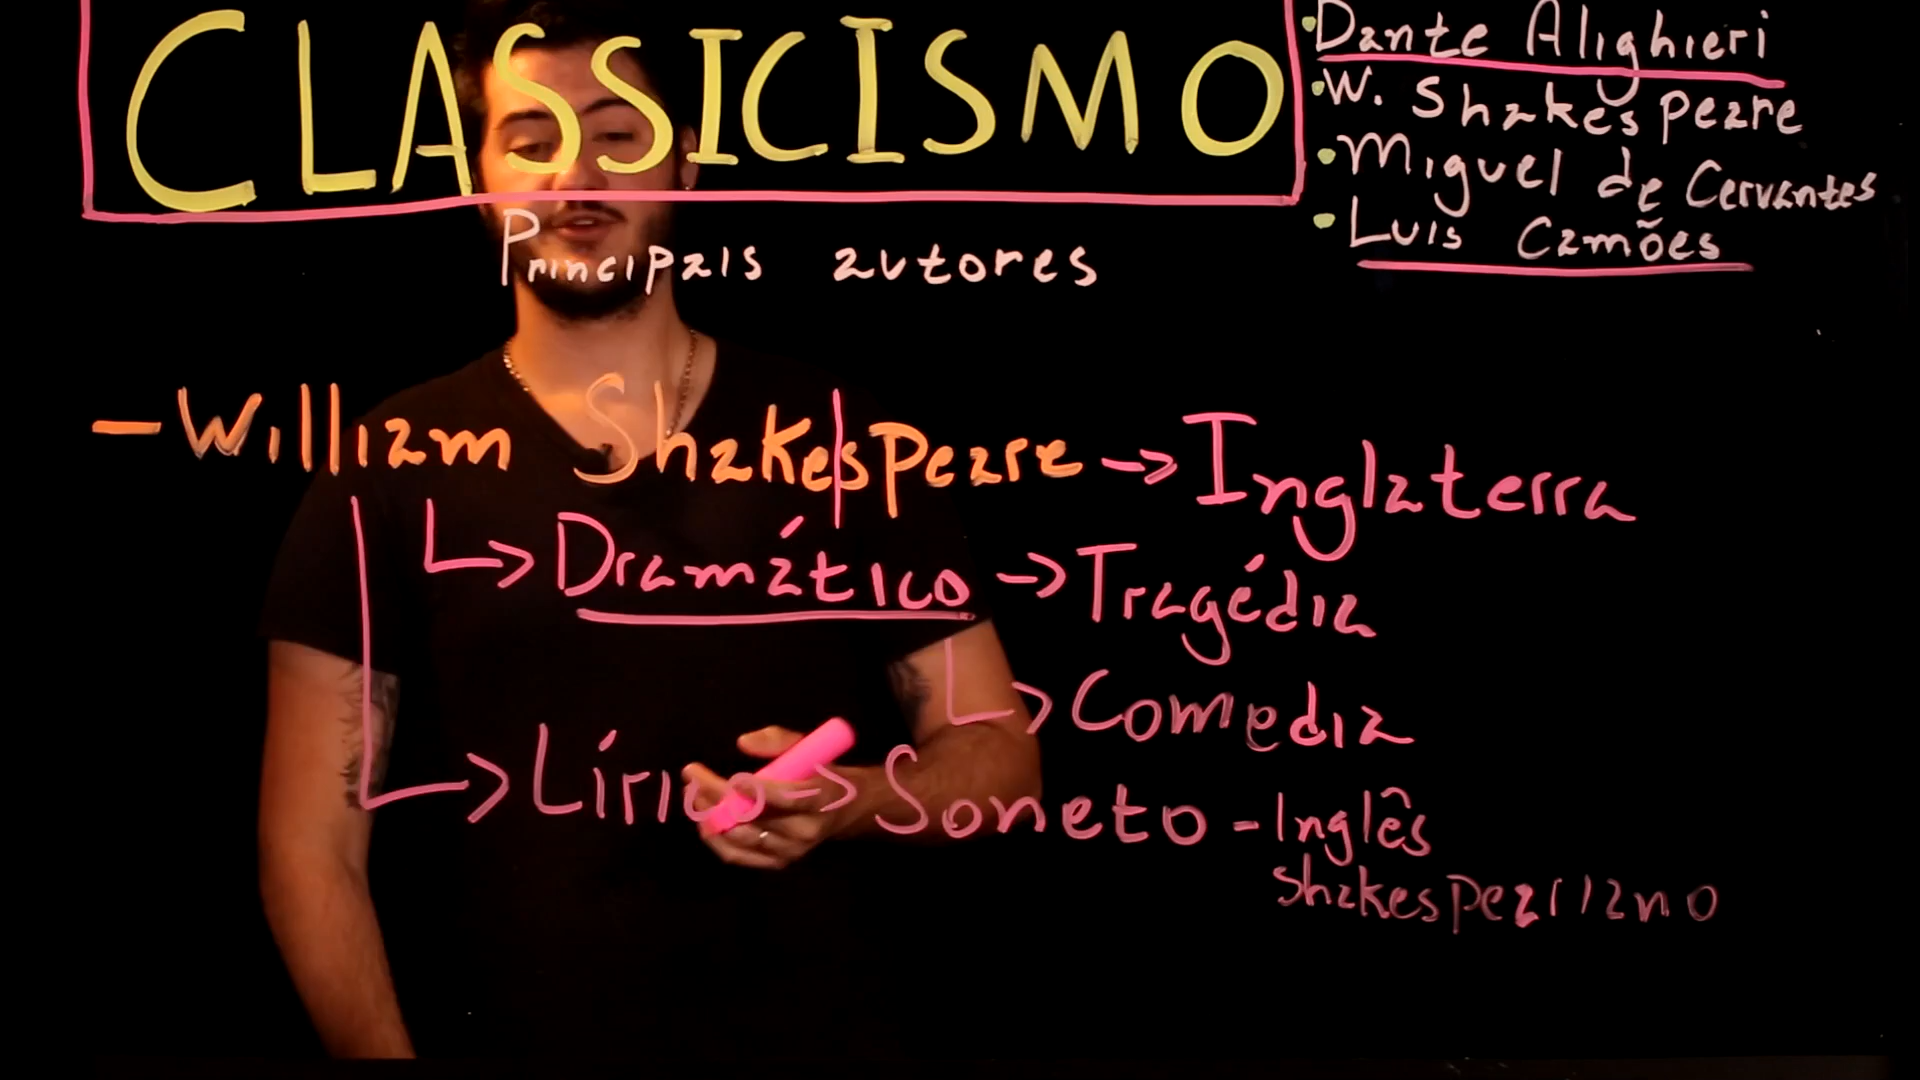 CLASSICISMO
Principais autores
• Dante Alighieri
• W. Shakespeare
• Miguel de Cervantes
• Luis Camões
- William Shakespeare -> Inglaterra
-> Dramático -> Tragédia
-> Comedia
-> Lírico -> Soneto - Inglês
Shakespeariano